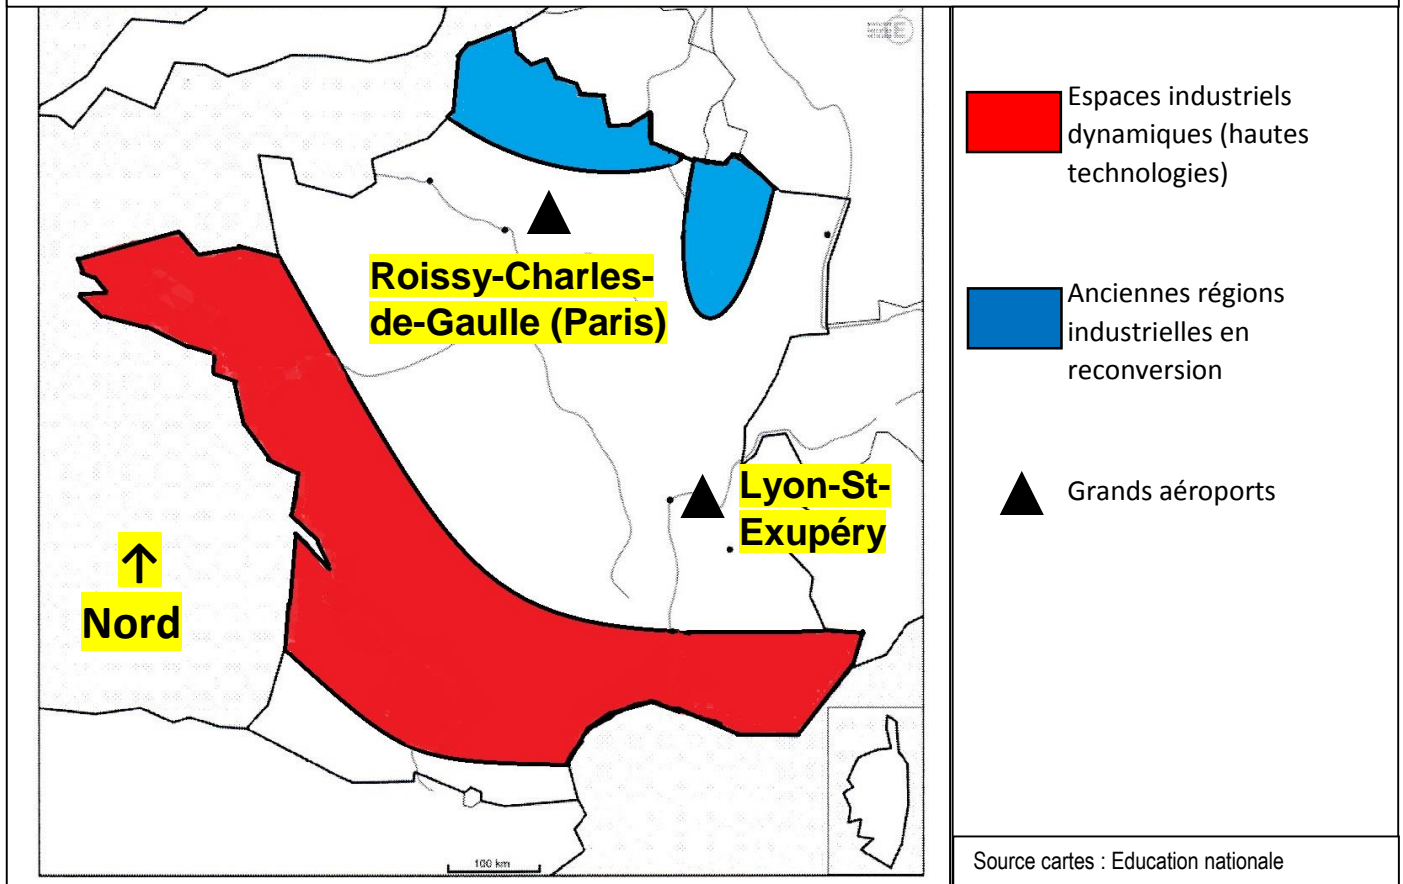 Roissy-Charles-
de-Gaulle (Paris)
Lyon-St-
Exupéry
↑
Nord
100 km
Espaces industriels
dynamiques (hautes
technologies)
Anciennes régions
industrielles en
reconversion
Grands aéroports
Source cartes : Education nationale